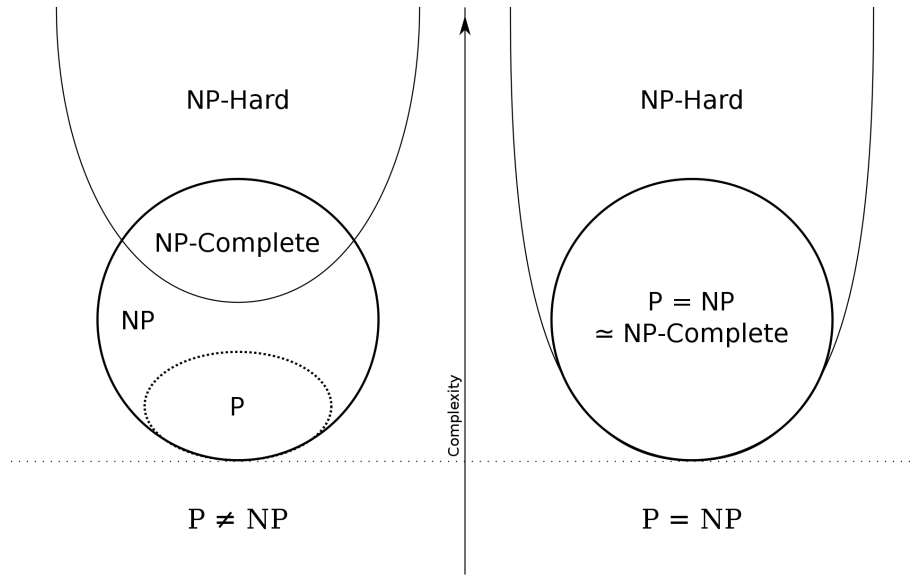 NP-Hard
NP-Complete
NP
P
P ≠ NP
Complexity
NP-Hard
P = NP
≃ NP-Complete
P = NP